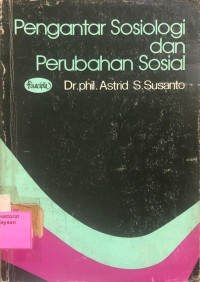 Pengantar Sosiologi
dan
Perubahan Sosial
Dr.phil. Astrid S.Susanto